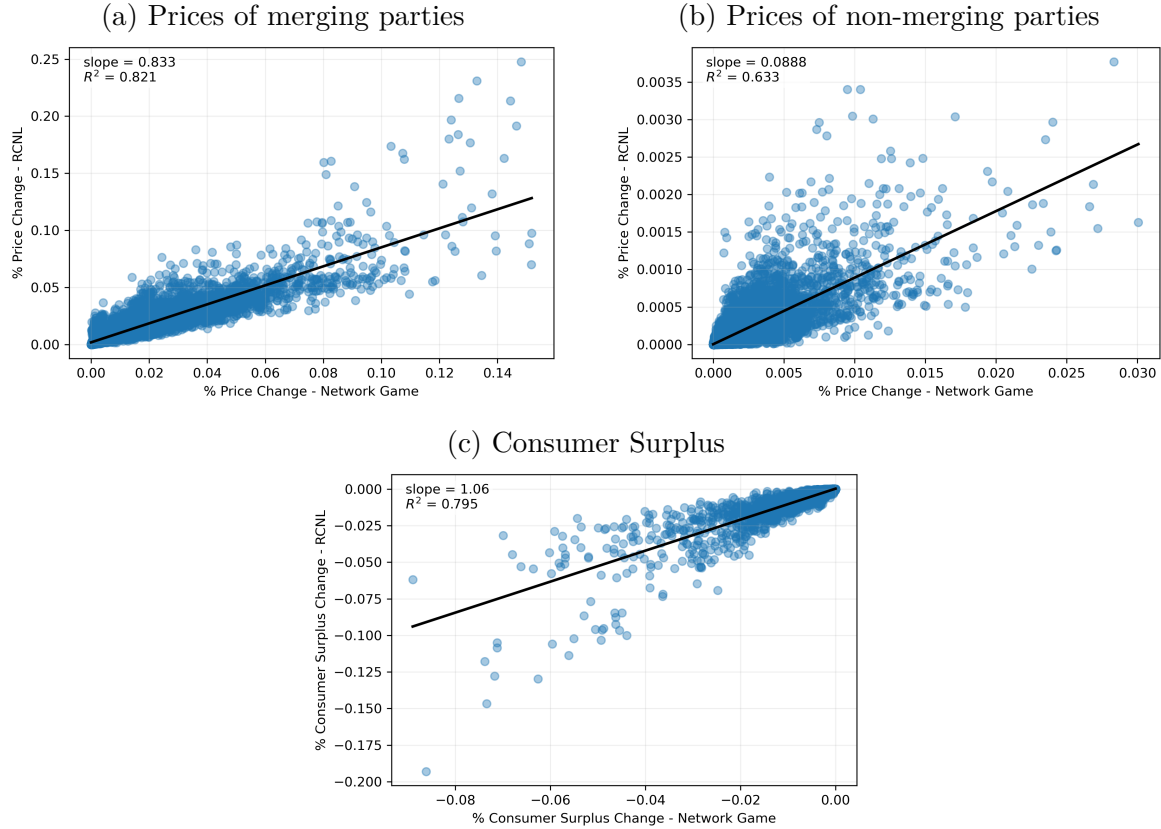 (a) Prices of merging parties
slope = 0.833
R² = 0.821
% Price Change - RCNL
0.25
0.20
0.15
0.10
0.05
0.00
0.00 0.02 0.04 0.06 0.08 0.10 0.12 0.14
% Price Change - Network Game
(b) Prices of non-merging parties
slope = 0.0888
R² = 0.633
% Price Change - RCNL
0.0035
0.0030
0.0025
0.0020
0.0015
0.0010
0.0005
0.0000
0.000 0.005 0.010 0.015 0.020 0.025 0.030
% Price Change - Network Game
(c) Consumer Surplus
slope = 1.06
R² = 0.795
% Consumer Surplus Change - RCNL
0.000
−0.025
−0.050
−0.075
−0.100
−0.125
−0.150
−0.175
−0.200
−0.08 −0.06 −0.04 −0.02 0.00
% Consumer Surplus Change - Network Game